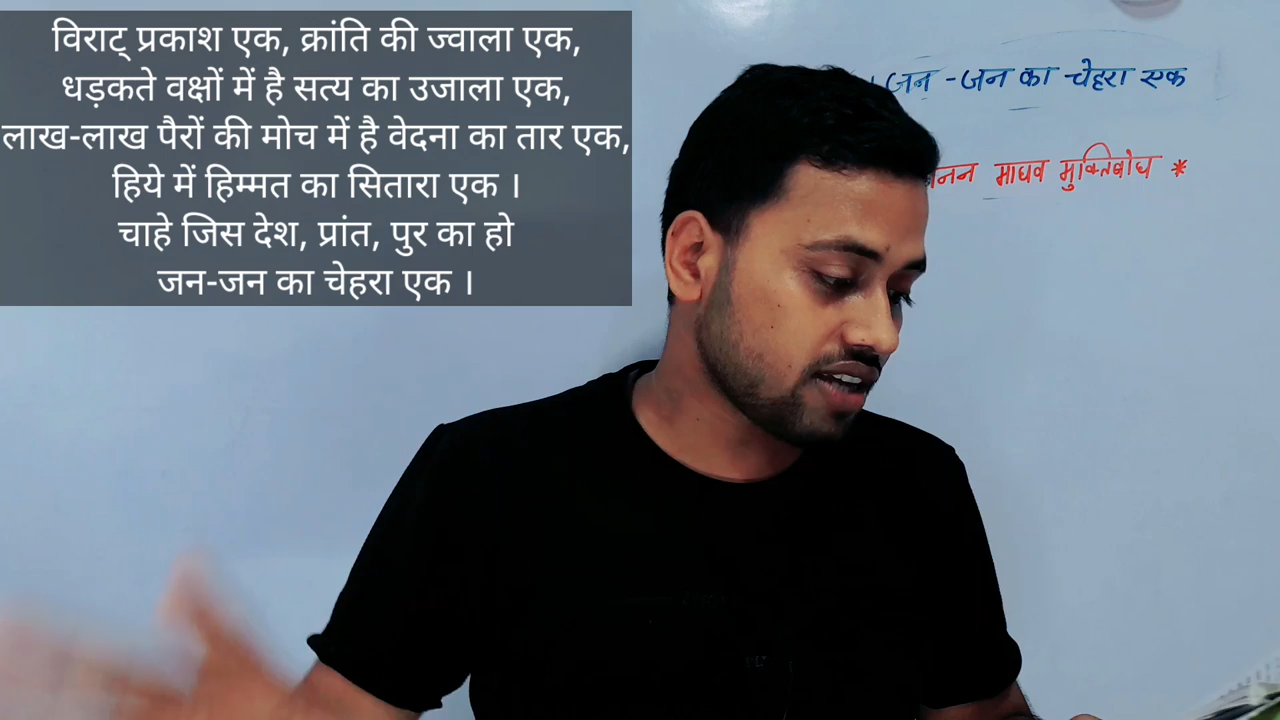 विराट् प्रकाश एक, क्रांति की ज्वाला एक,
धड़कते वक्षों में है सत्य का उजाला एक,
लाख-लाख पैरों की मोच में है वेदना का तार एक,
हिये में हिम्मत का सितारा एक ।
चाहे जिस देश, प्रांत, पुर का हो
जन-जन का चेहरा एक ।
जन -जन का चेहरा एक
माधव मुक्तिबोध *